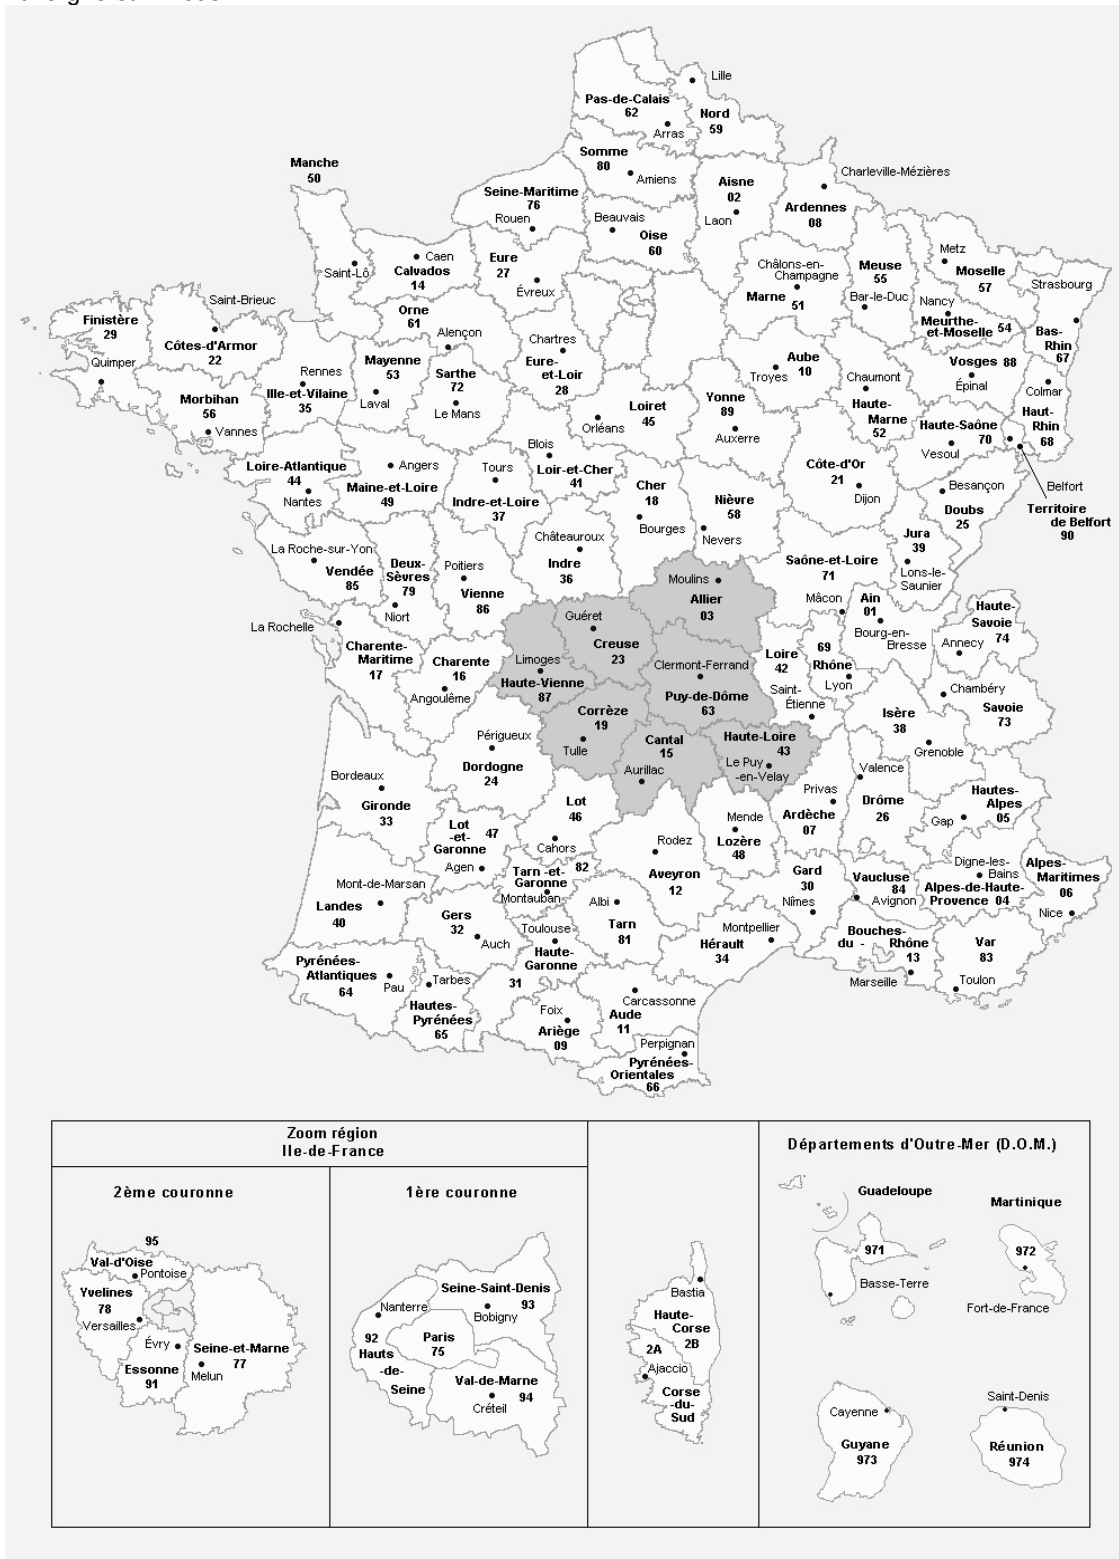 Lille
Pas-de-Calais
62
Arras
Nord
59
Somme
80
Amiens
Manche
50
Seine-Maritime
76
Rouen
Beauvais
Oise
60
Aisne
02
Laon
Charleville-Mézières
Ardennes
08
Saint-Lô
Caen
Calvados
14
Eure
27
Évreux
Châlons-en-
Champagne
Marne
51
Meuse
55
Bar-le-Duc
Metz
Moselle
57
Strasbourg
Nancy
Meurthe-
et-Moselle
54
Bas-
Rhin
67
Saint-Brieuc
Finistère
29
Quimper
Côtes-d'Armor
22
Orne
61
Alençon
Chartres
Eure-
et-Loir
28
Mayenne
53
Laval
Sarthe
72
Le Mans
Rennes
Ille-et-Vilaine
35
Morbihan
56
Vannes
Aube
10
Troyes
Chaumont
Haute-
Marne
52
Vosges 88
Épinal
Colmar
Haut-
Rhin
68
Loiret
45
Orléans
Yonne
89
Auxerre
Haute-Saône
70
Vesoul
Loire-Atlantique
44
Nantes
Angers
Maine-et-Loire
49
Tours
Indre-et-Loire
37
Blois
Loir-et-Cher
41
Cher
18
Bourges
Nièvre
58
Nevers
Côte-d'Or
21
Dijon
Besançon
Doubs
25
Belfort
Territoire
de Belfort
90
La Roche-sur-Yon
Vendée
85
Deux-
Sèvres
79
Niort
Poitiers
Vienne
86
Châteauroux
Indre
36
Saône-et-Loire
71
Mâcon
Jura
39
Lons-le-
Saunier
La Rochelle
Charente-
Maritime
17
Charente
16
Angoulême
Limoges
Haute-Vienne
87
Guéret
Creuse
23
Moulins
Allier
03
Clermont-Ferrand
Puy-de-Dôme
63
Loire
42
Saint-
Étienne
69
Rhône
Lyon
Ain
01
Bourg-en-
Bresse
Haute-
Savoie
74
Annecy
Chambéry
Savoie
73
Isère
38
Grenoble
Périgueux
Dordogne
24
Corrèze
19
Tulle
Cantal
15
Aurillac
Haute-Loire
43
Le Puy
-en-Velay
Bordeaux
Gironde
33
Lot
46
Cahors
Lot
-et-
Garonne
47
Agen
Mende
Lozère
48
Privas
Ardèche
07
Valence
Drôme
26
Hautes-
Alpes
05
Gap
Rodez
Aveyron
12
Tarn -et-
Garonne
82
Montauban
Gard
30
Nîmes
Vaucluse
84
Avignon
Digne-les-
Bains
Alpes-de-Haute-
Provence 04
Alpes-
Maritimes
06
Nice
Mont-de-Marsan
Landes
40
Gers
32
Auch
Toulouse
Haute-
Garonne
31
Albi
Tarn
81
Montpellier
Hérault
34
Bouches-
du - Rhône
13
Marseille
Var
83
Toulon
Pyrénées-
Atlantiques
64
Pau
Tarbes
Hautes-
Pyrénées
65
Foix
Ariège
09
Carcassonne
Aude
11
Perpignan
Pyrénées-
Orientales
66
Zoom région
Ile-de-France
2ème couronne
95
Val-d'Oise
Pontoise
Yvelines
78
Versailles
Évry
Essonne
91
Seine-et-Marne
77
Melun
1ère couronne
Nanterre
Seine-Saint-Denis
93
Bobigny
92
Hauts
-de-
Seine
Paris
75
Val-de-Marne
94
Créteil
Bastia
Haute-
Corse
2B
2A
Ajaccio
Corse
-du-
Sud
Départements d'Outre-Mer (D.O.M.)
Guadeloupe
971
Basse-Terre
Martinique
972
Fort-de-France
Cayenne
Guyane
973
Saint-Denis
Réunion
974